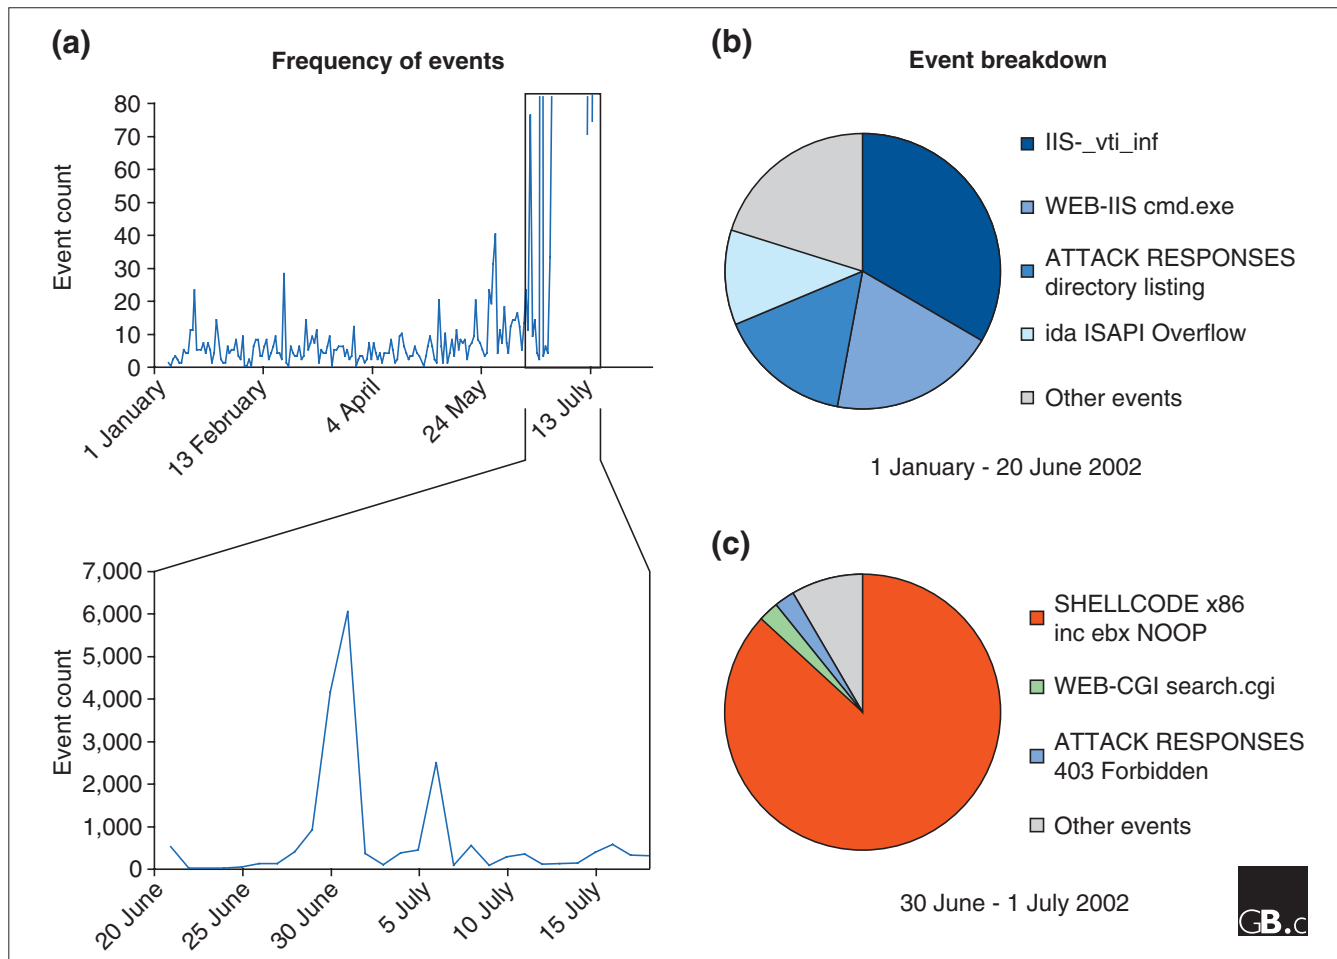 (a)
Frequency of events
80
70
60
50
40
30
20
10
0
Event count
1 January
13 February
4 April
24 May
13 July
7,000
6,000
5,000
4,000
3,000
2,000
1,000
0
Event count
20 June
25 June
30 June
5 July
10 July
15 July
(b)
Event breakdown
IIS-_vti_inf
WEB-IIS cmd.exe
ATTACK RESPONSES
directory listing
ida ISAPI Overflow
Other events
1 January - 20 June 2002
(c)
SHELLCODE x86
inc ebx NOOP
WEB-CGI search.cgi
ATTACK RESPONSES
403 Forbidden
Other events
30 June - 1 July 2002
GB.c